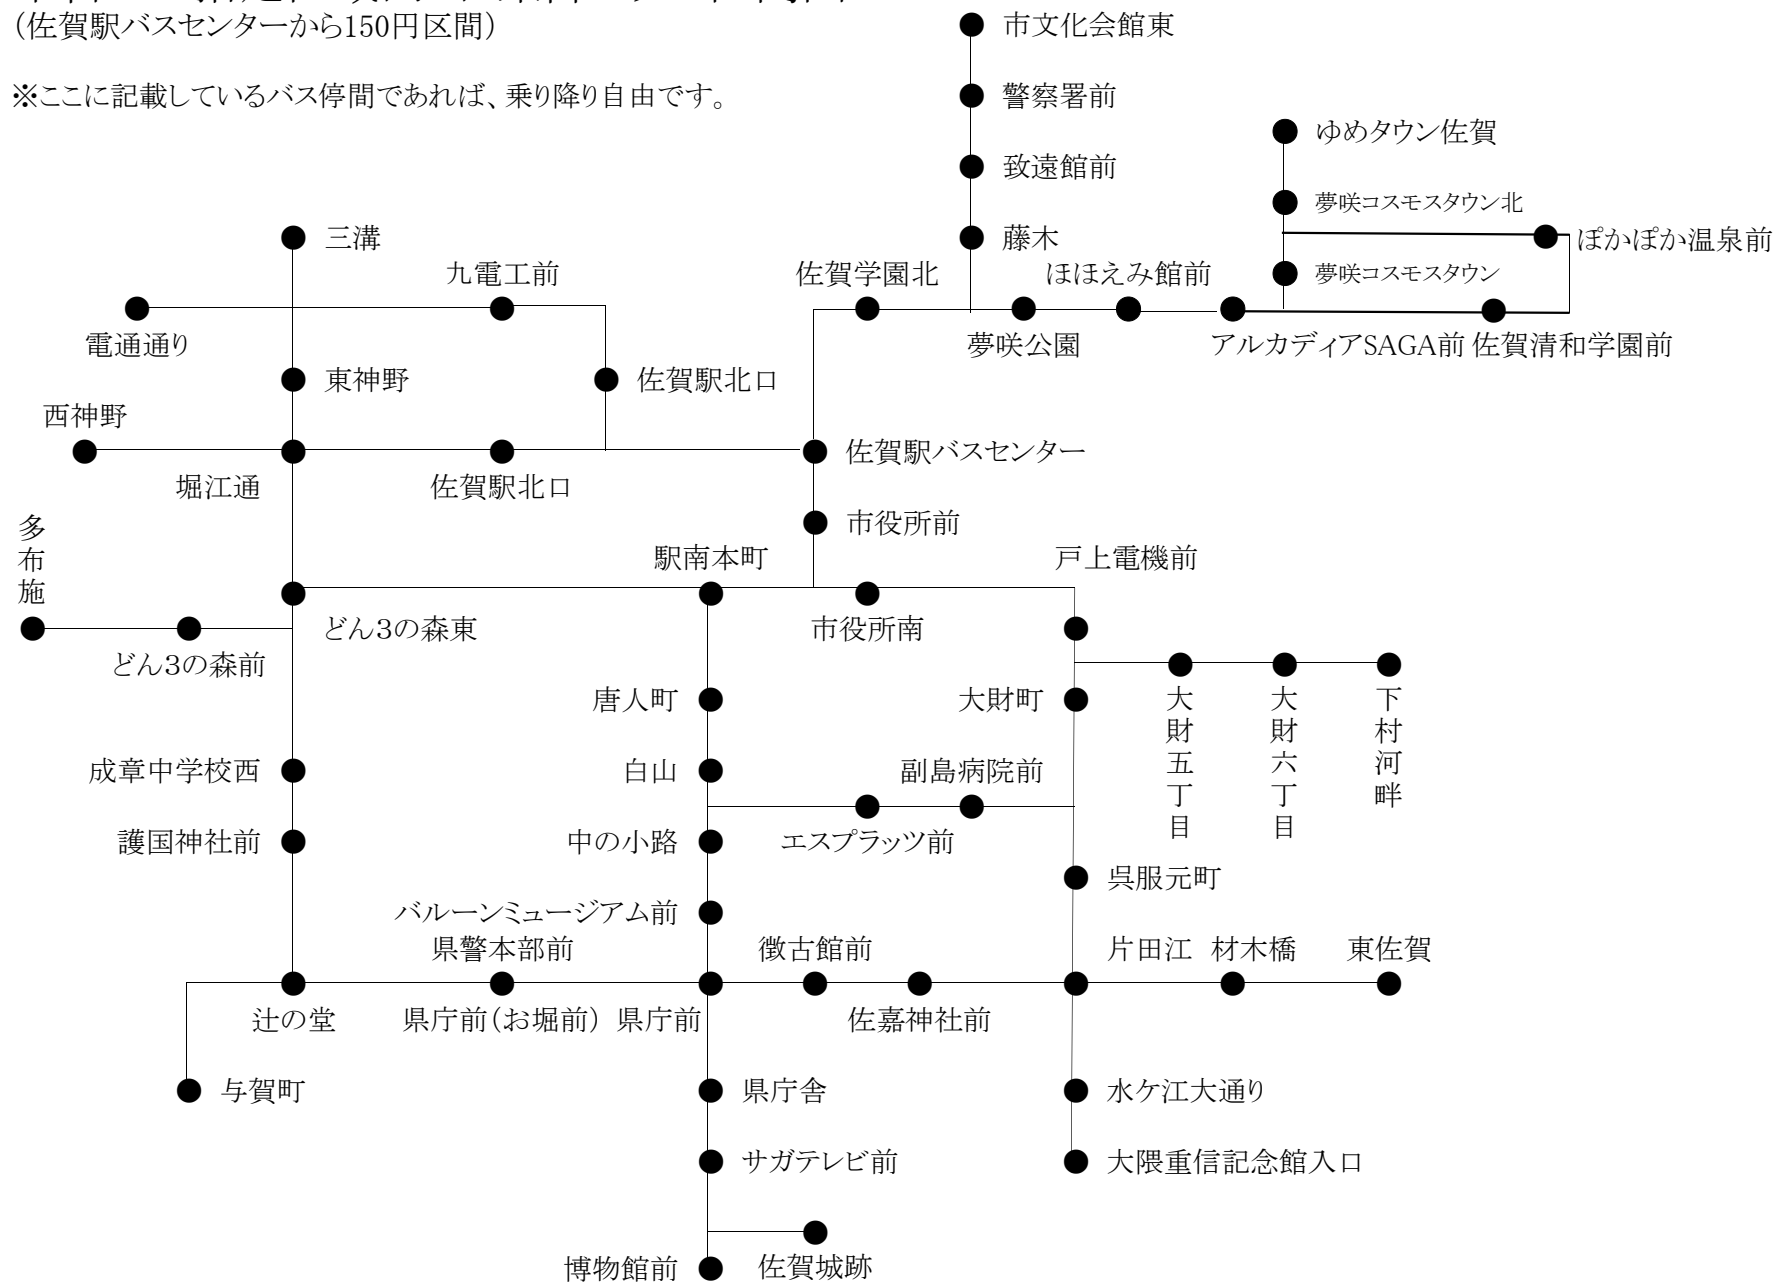 (佐賀駅バスセンターから150円区間)
市文化会館東
※ここに記載しているバス停間であれば、乗り降り自由です。
警察署前
ゆめタウン佐賀
致遠館前
夢咲コスモスタウン北
三溝
藤木
ぽかぽか温泉前
九電工前
佐賀学園北
ほほえみ館前
夢咲コスモスタウン
電通通り
夢咲公園
アルカディアSAGA前
佐賀清和学園前
東神野
佐賀駅北口
西神野
佐賀駅バスセンター
堀江通
佐賀駅北口
多布施
市役所前
駅南本町
戸上電機前
どん3の森東
市役所南
どん3の森前
唐人町
大財町
大財五丁目
大財六丁目
下村河畔
成章中学校西
白山
副島病院前
護国神社前
中の小路
エスプラッツ前
呉服元町
バルーンミュージアム前
県警本部前
徴古館前
片田江
材木橋
東佐賀
辻の堂
県庁前(お堀前)
県庁前
佐嘉神社前
与賀町
県庁舎
水ケ江大通り
サガテレビ前
大隈重信記念館入口
博物館前
佐賀城跡